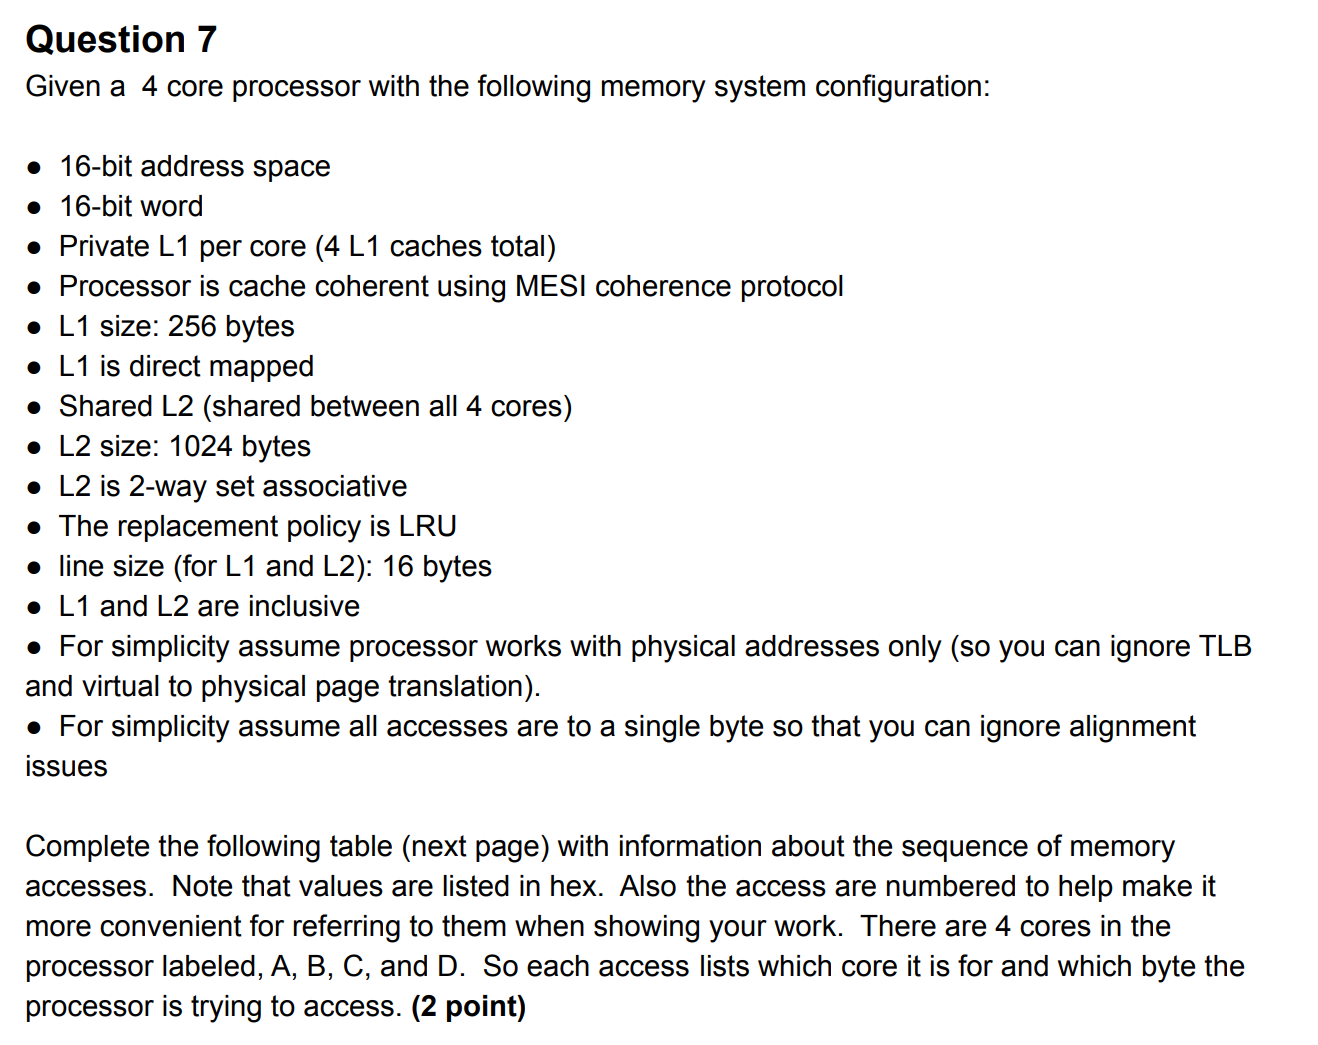 Question 7
Given a  4 core processor with the following memory system configuration:
● 16-bit address space
● 16-bit word
● Private L1 per core (4 L1 caches total)
● Processor is cache coherent using MESI coherence protocol
● L1 size: 256 bytes
● L1 is direct mapped
● Shared L2 (shared between all 4 cores)
● L2 size: 1024 bytes
● L2 is 2-way set associative
● The replacement policy is LRU
● line size (for L1 and L2): 16 bytes
● L1 and L2 are inclusive
● For simplicity assume processor works with physical addresses only (so you can ignore TLB
and virtual to physical page translation).
● For simplicity assume all accesses are to a single byte so that you can ignore alignment
issues
Complete the following table (next page) with information about the sequence of memory
accesses.  Note that values are listed in hex.  Also the access are numbered to help make it
more convenient for referring to them when showing your work.  There are 4 cores in the
processor labeled, A, B, C, and D.  So each access lists which core it is for and which byte the
processor is trying to access. (2 point)